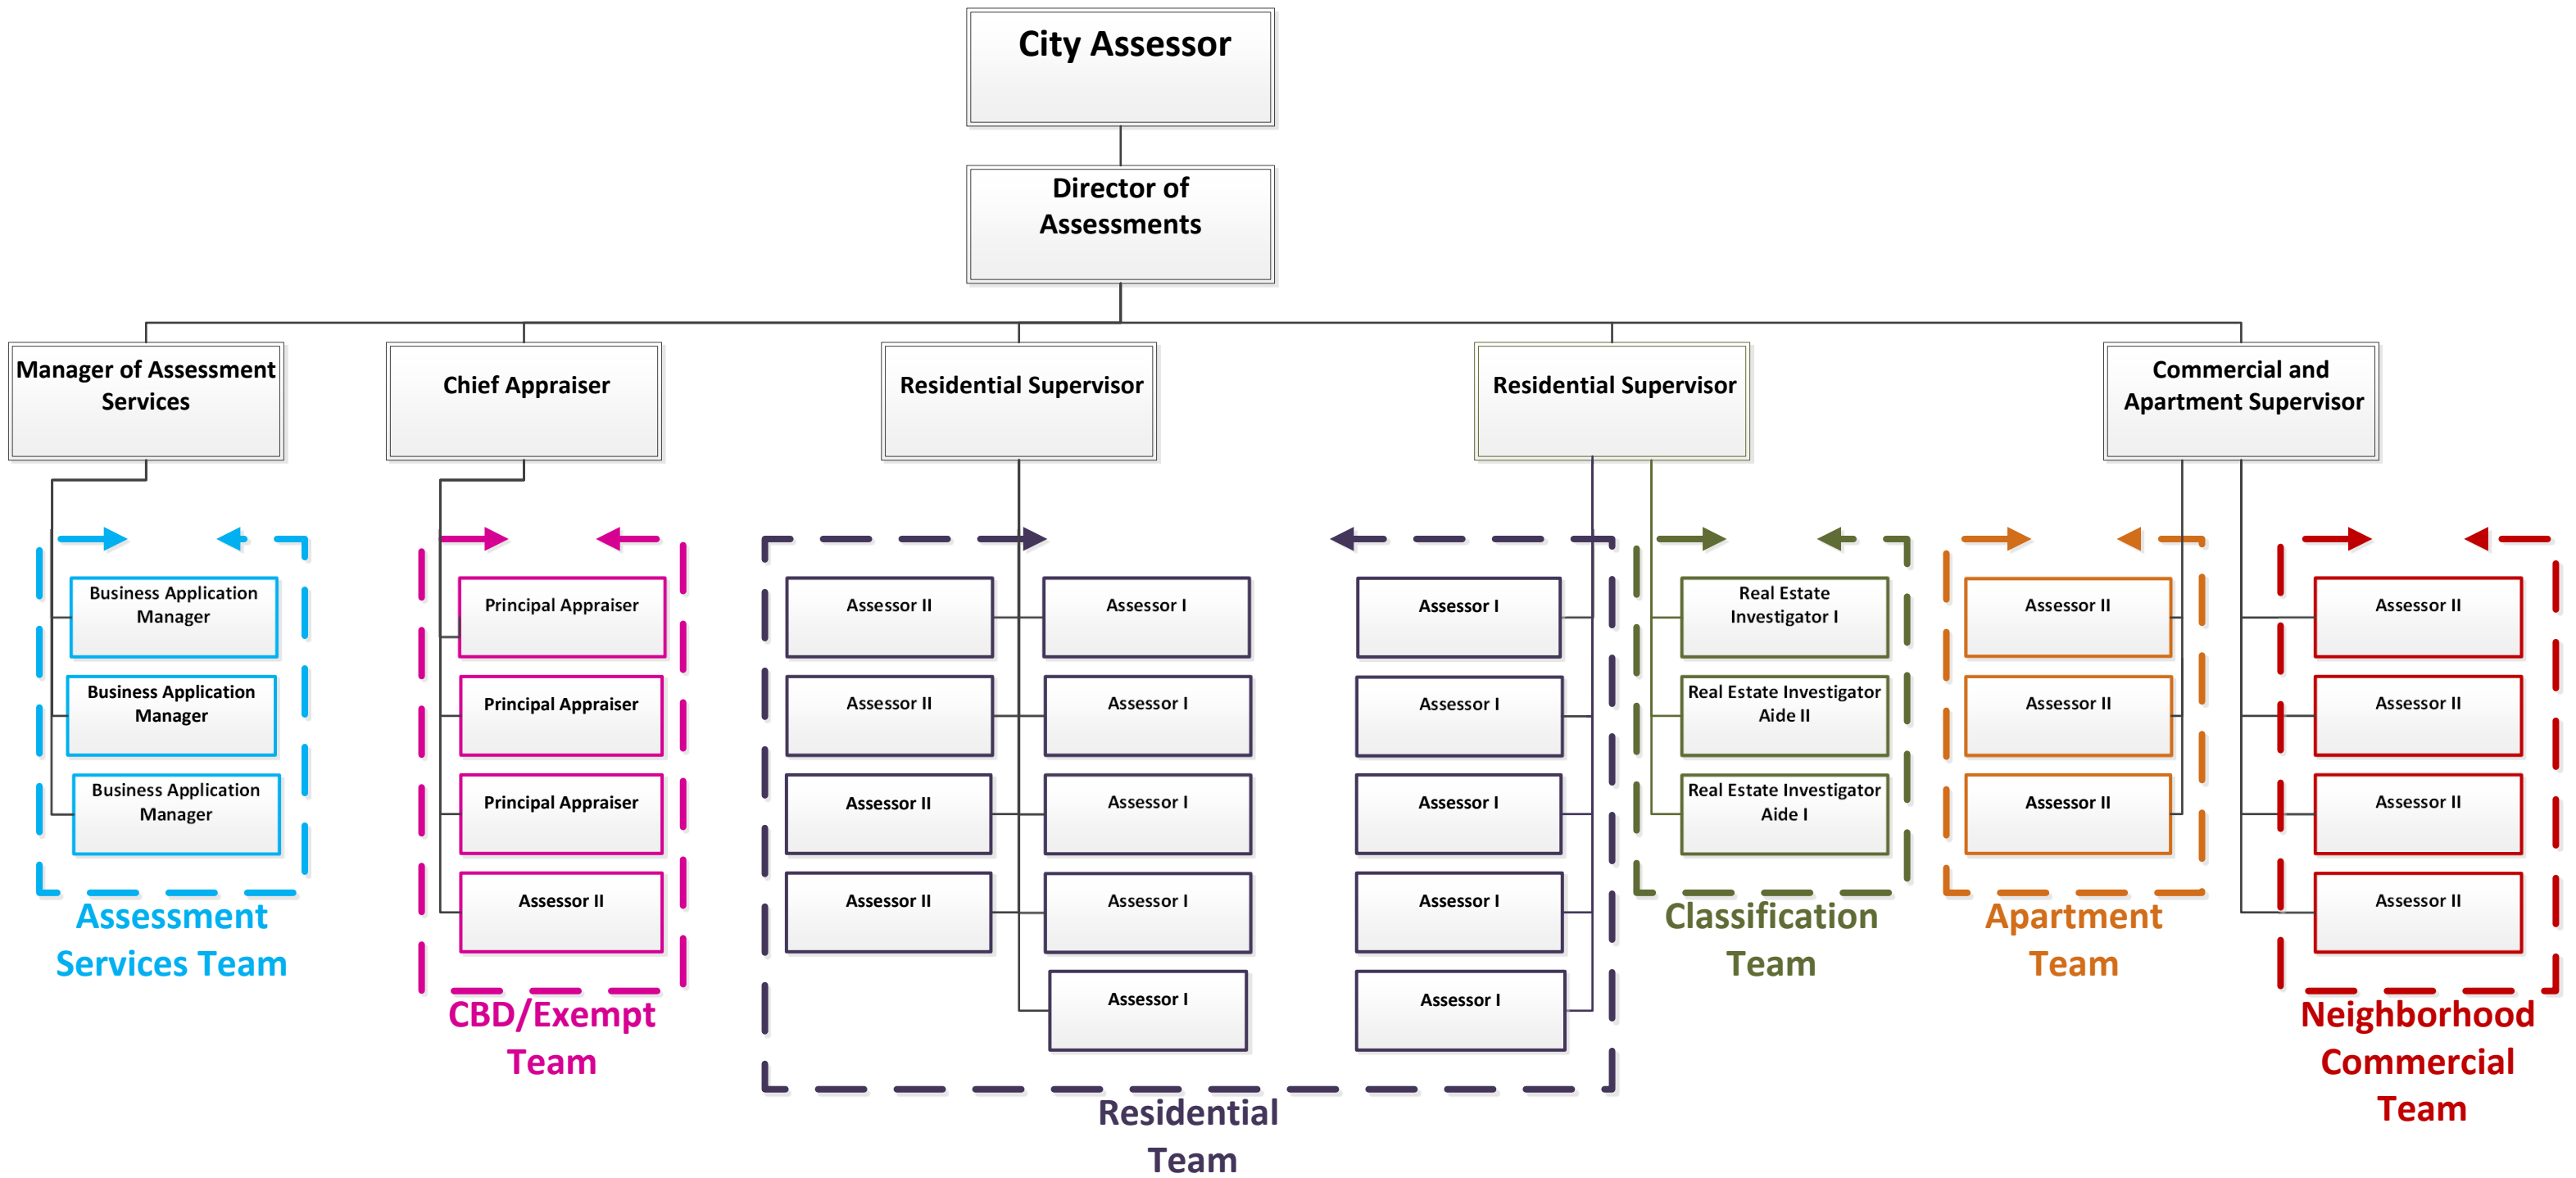 City Assessor
Director of
Assessments
Manager of Assessment
Services
Chief Appraiser
Residential Supervisor
Residential Supervisor
Commercial and
Apartment Supervisor
Business Application
Manager
Business Application
Manager
Business Application
Manager
Assessment
Services Team
Principal Appraiser
Principal Appraiser
Principal Appraiser
Assessor II
CBD/Exempt
Team
Assessor II
Assessor II
Assessor II
Assessor II
Assessor I
Assessor I
Assessor I
Assessor I
Assessor I
Assessor I
Assessor I
Assessor I
Assessor I
Assessor I
Residential
Team
Real Estate
Investigator I
Real Estate Investigator
Aide II
Real Estate Investigator
Aide I
Classification
Team
Assessor II
Assessor II
Assessor II
Apartment
Team
Assessor II
Assessor II
Assessor II
Assessor II
Neighborhood
Commercial
Team